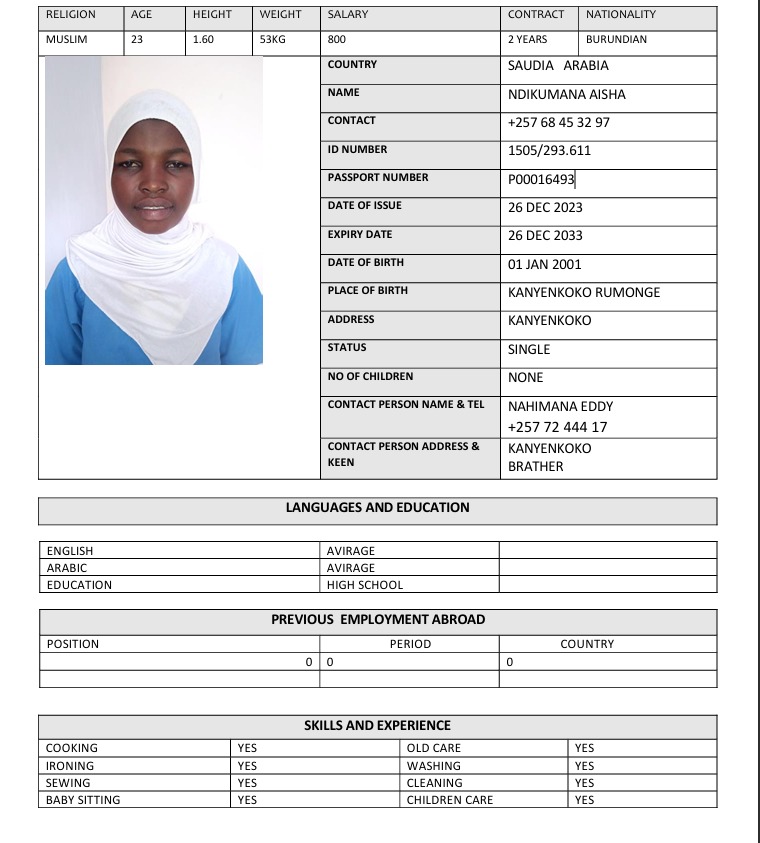 RELIGION AGE HEIGHT WEIGHT SALARY CONTRACT NATIONALITY
MUSLIM 23 1.60 53KG 800 2 YEARS BURUNDIAN
COUNTRY SAUDIA ARABIA
NAME NDIKUMANA AISHA
CONTACT +257 68 45 32 97
ID NUMBER 1505/293.611
PASSPORT NUMBER P00016493
DATE OF ISSUE 26 DEC 2023
EXPIRY DATE 26 DEC 2033
DATE OF BIRTH 01 JAN 2001
PLACE OF BIRTH KANYENKOKO RUMONGE
ADDRESS KANYENKOKO
STATUS SINGLE
NO OF CHILDREN NONE
CONTACT PERSON NAME & TEL NAHIMANA EDDY
+257 72 444 17
CONTACT PERSON ADDRESS & KANYENKOKO
KEEN BRATHER
LANGUAGES AND EDUCATION
ENGLISH AVIRAGE
ARABIC AVIRAGE
EDUCATION HIGH SCHOOL
PREVIOUS EMPLOYMENT ABROAD
POSITION PERIOD COUNTRY
0 0 0
SKILLS AND EXPERIENCE
COOKING YES OLD CARE YES
IRONING YES WASHING YES
SEWING YES CLEANING YES
BABY SITTING YES CHILDREN CARE YES